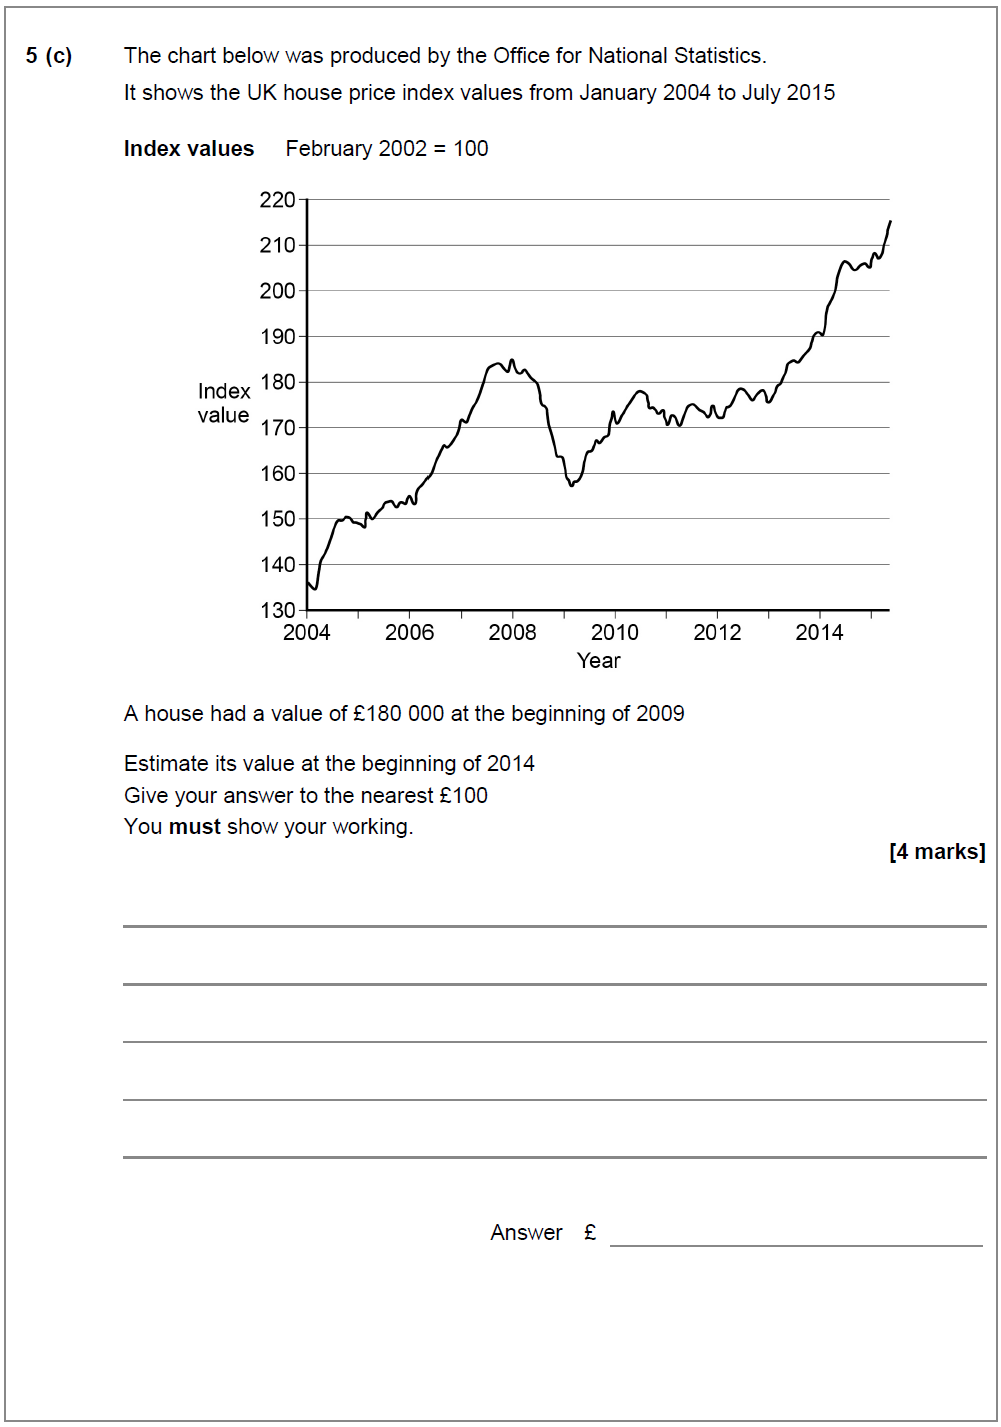 5 (c) The chart below was produced by the Office for National Statistics.
It shows the UK house price index values from January 2004 to July 2015
Index values February 2002 = 100
220
210
200
190
180
170
160
150
140
130
Index
value
2004 2006 2008 2010 2012 2014
Year
A house had a value of £180 000 at the beginning of 2009
Estimate its value at the beginning of 2014
Give your answer to the nearest £100
You must show your working.
[4 marks]
Answer £